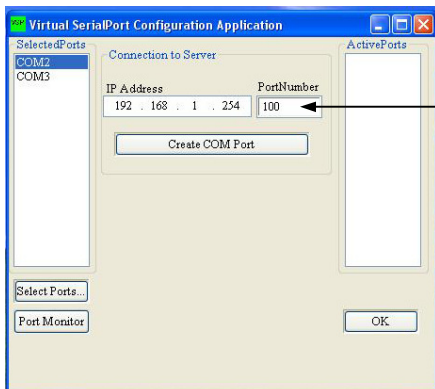 VSP Virtual SerialPort Configuration Application
SelectedPorts
COM2
COM3
Connection to Server
IP Address
192 . 168 . 1 . 254
PortNumber
100
Create COM Port
ActivePorts
Select Ports...
Port Monitor
OK